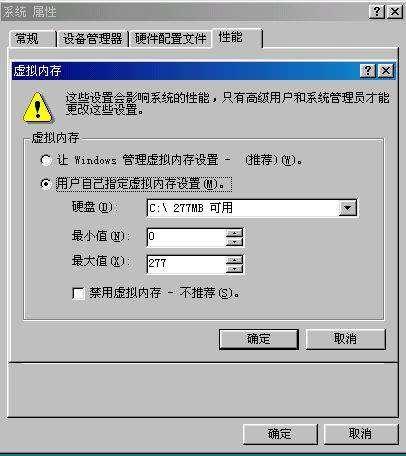 系统 属性
常规
设备管理器
硬件配置文件
性能
虚拟内存
这些设置会影响系统的性能，只有高级用户和系统管理员才能
更改这些设置。
虚拟内存
让 Windows 管理虚拟内存设置 - (推荐)(W)。
用户自己指定虚拟内存设置(M)。
硬盘(D): C:\ 277MB 可用
最小值(N): 0
最大值(X): 277
禁用虚拟内存 - 不推荐(S)。
确定 取消
确定 取消